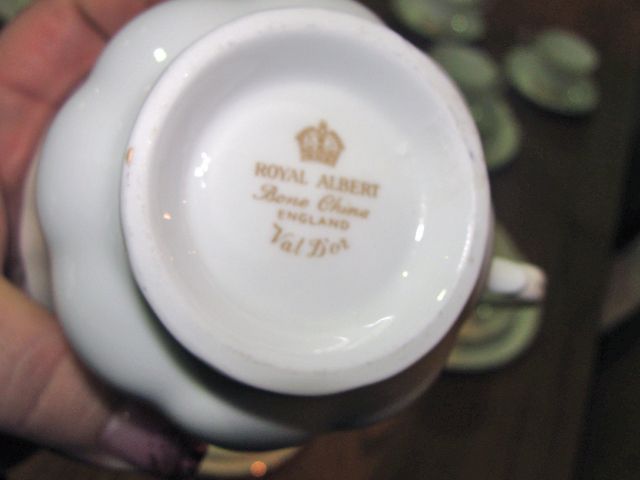 ROYAL ALBERT
Bone China
ENGLAND
Val D'or